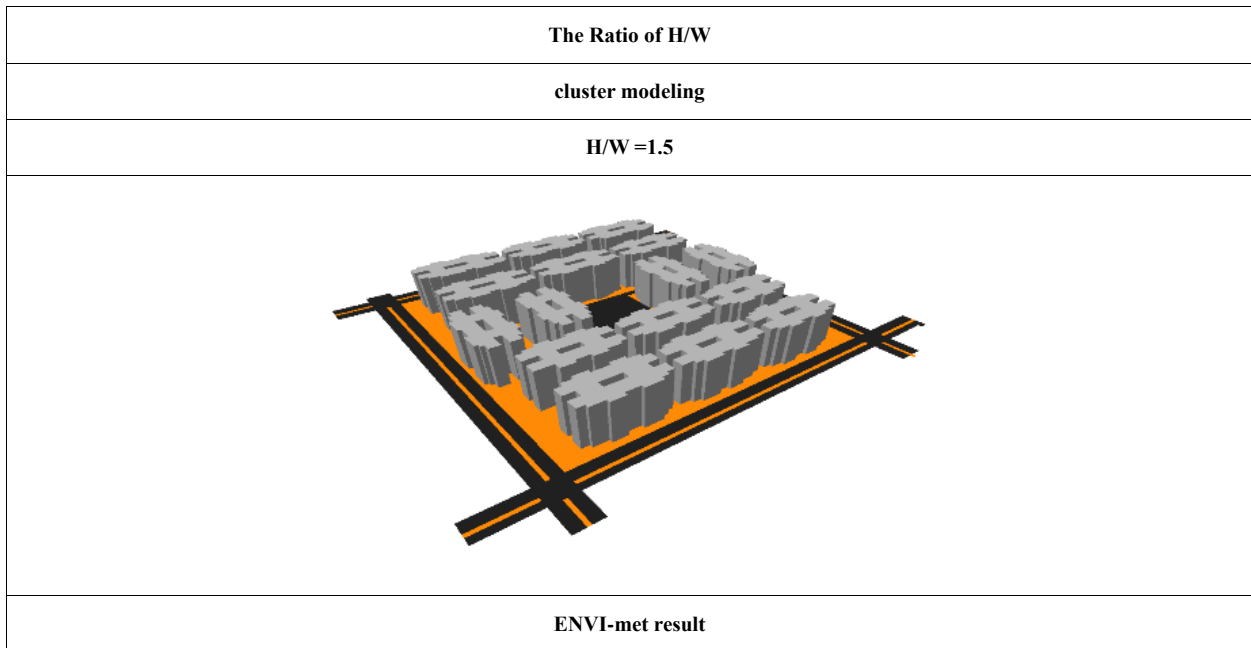 The Ratio of H/W
cluster modeling
H/W =1.5
ENVI-met result